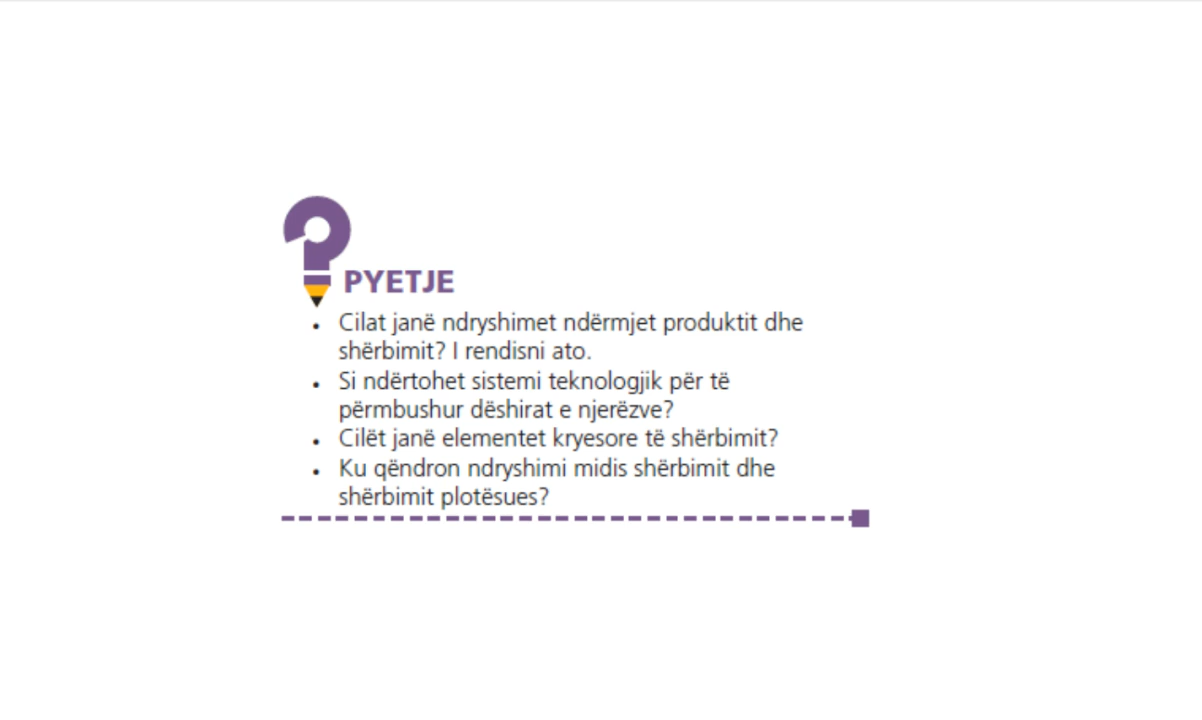 PYETJE
• Cilat janë ndryshimet ndërmjet produktit dhe
shërbimit? I rendisni ato.
• Si ndërtohet sistemi teknologjik për të
përmbushur dëshirat e njerëzve?
• Cilët janë elementet kryesore të shërbimit?
• Ku qëndron ndryshimi midis shërbimit dhe
shërbimit plotësues?